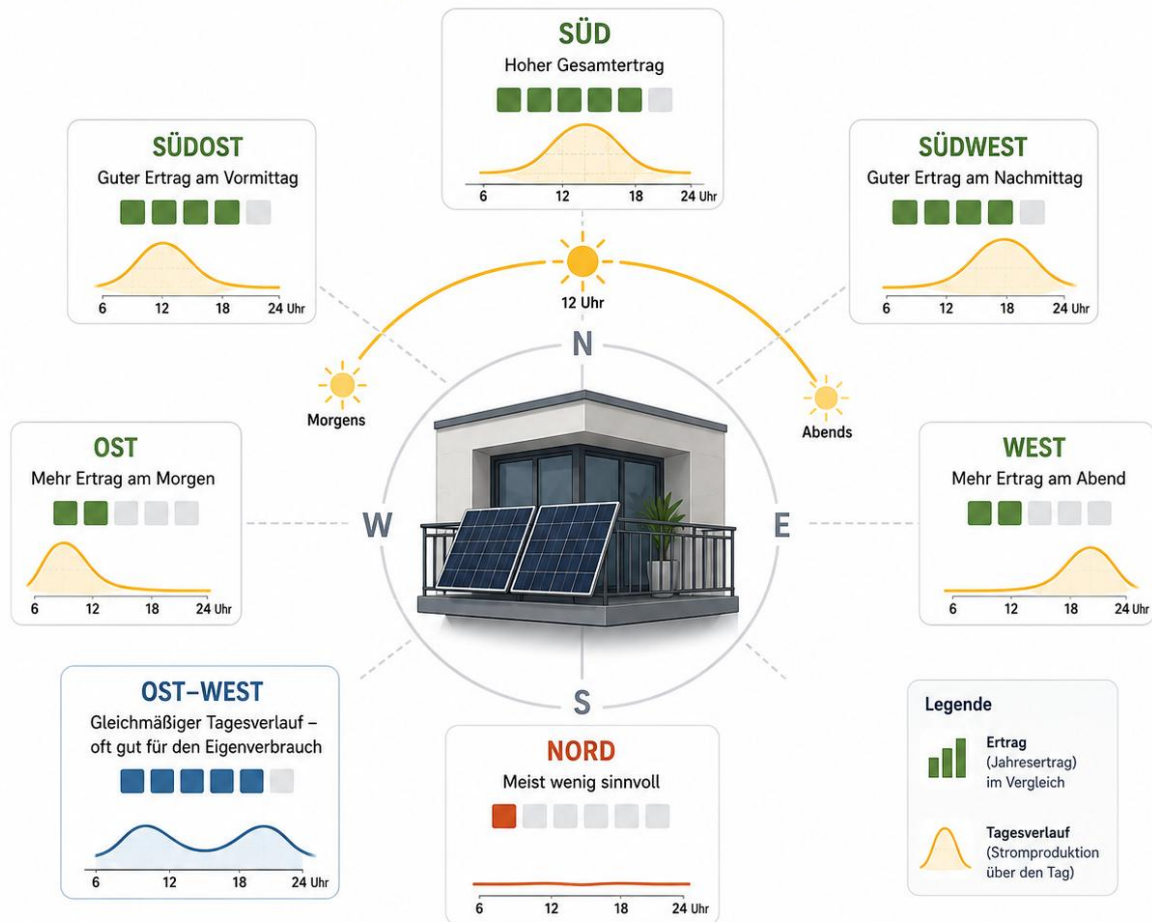 SÜD
Hoher Gesamtertrag
6 12 18 24 Uhr
SÜDOST
Guter Ertrag am Vormittag
6 12 18 24 Uhr
SÜDWEST
Guter Ertrag am Nachmittag
6 12 18 24 Uhr
12 Uhr
Morgens
Abends
N
W
E
S
OST
Mehr Ertrag am Morgen
6 12 18 24 Uhr
WEST
Mehr Ertrag am Abend
6 12 18 24 Uhr
OST–WEST
Gleichmäßiger Tagesverlauf –
oft gut für den Eigenverbrauch
6 12 18 24 Uhr
NORD
Meist wenig sinnvoll
6 12 18 24 Uhr
Legende
Ertrag
(Jahresertrag)
im Vergleich
Tagesverlauf
(Stromproduktion
über den Tag)